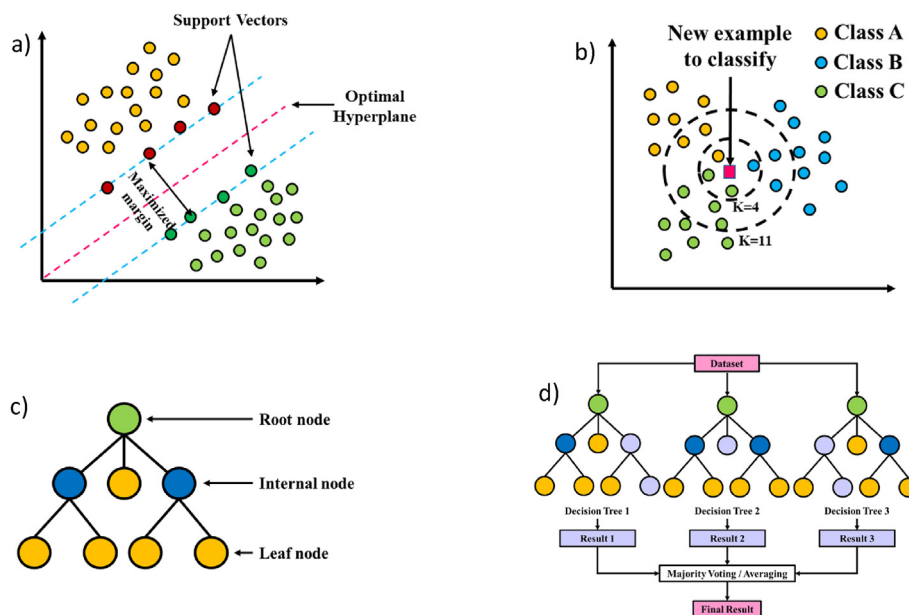 a)
Support Vectors
Optimal
Hyperplane
Maximized
margin
b)
New example
to classify
Class A
Class B
Class C
K=4
K=11
c)
Root node
Internal node
Leaf node
d)
Dataset
Decision Tree 1
Decision Tree 2
Decision Tree 3
Result 1
Result 2
Result 3
Majority Voting / Averaging
Final Result